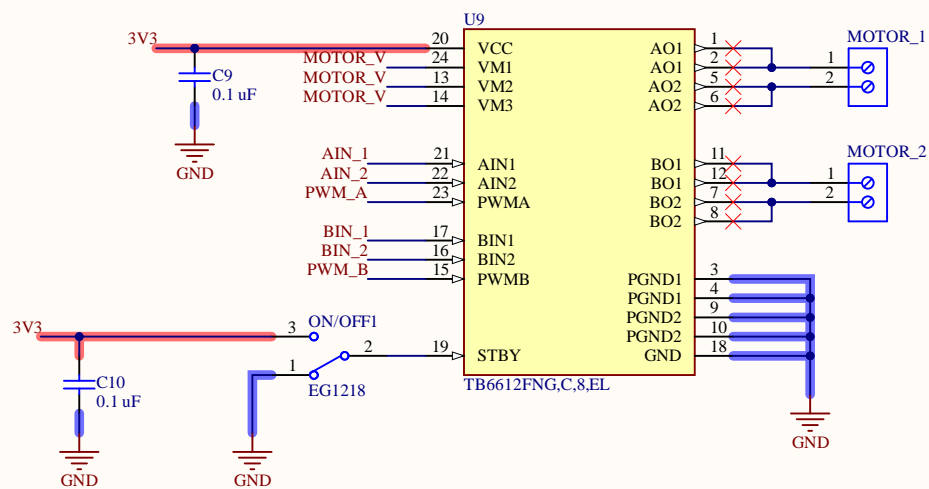 U9
3V3
20
VCC
MOTOR_V
24
VM1
MOTOR_V
13
VM2
MOTOR_V
14
VM3
C9
0.1 uF
GND
AIN_1
21
AIN1
AIN_2
22
AIN2
PWM_A
23
PWMA
BIN_1
17
BIN1
BIN_2
16
BIN2
PWM_B
15
PWMB
AO1
1
AO1
2
AO2
5
AO2
6
MOTOR_1
1
2
BO1
11
BO1
12
BO2
7
BO2
8
MOTOR_2
1
2
PGND1
3
PGND1
4
PGND2
9
PGND2
10
GND
18
GND
3V3
3
ON/OFF1
1
2
EG1218
19
STBY
TB6612FNG,C,8,EL
C10
0.1 uF
GND
GND